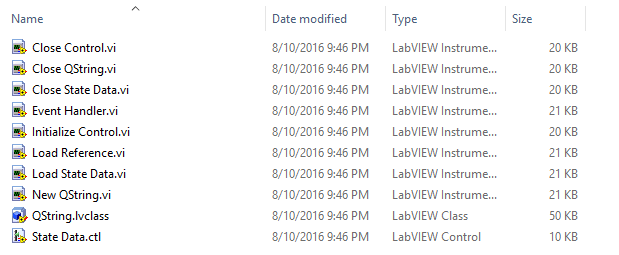 Name Date modified Type Size
Close Control.vi 8/10/2016 9:46 PM LabVIEW Instrume... 20 KB
Close QString.vi 8/10/2016 9:46 PM LabVIEW Instrume... 20 KB
Close State Data.vi 8/10/2016 9:46 PM LabVIEW Instrume... 20 KB
Event Handler.vi 8/10/2016 9:46 PM LabVIEW Instrume... 21 KB
Initialize Control.vi 8/10/2016 9:46 PM LabVIEW Instrume... 20 KB
Load Reference.vi 8/10/2016 9:46 PM LabVIEW Instrume... 21 KB
Load State Data.vi 8/10/2016 9:46 PM LabVIEW Instrume... 21 KB
New QString.vi 8/10/2016 9:46 PM LabVIEW Instrume... 21 KB
QString.lvclass 8/10/2016 9:46 PM LabVIEW Class 50 KB
State Data.ctl 8/10/2016 9:46 PM LabVIEW Control 10 KB